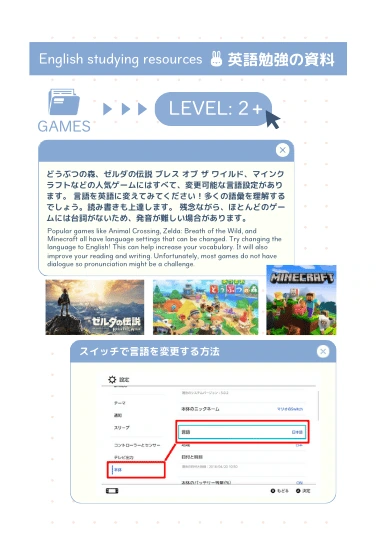 English studying resources 英語勉強の資料
GAMES
LEVEL: 2+
どうぶつの森、ゼルダの伝説 ブレス オブ ザ ワイルド、マインク
ラフトなどの人気ゲームにはすべて、変更可能な言語設定があり
ます。 言語を英語に変えてみてください！多くの語彙を理解する
でしょう。読み書きも上達します。 残念ながら、ほとんどのゲー
ムには台詞がないため、発音が難しい場合があります。
Popular games like Animal Crossing, Zelda: Breath of the Wild, and
Minecraft all have language settings that can be changed. Try changing the
language to English! This can help increase your vocabulary. It will also
improve your reading and writing. Unfortunately, most games do not have
dialogue so pronunciation might be a challenge.
ゼルダの伝説
どうぶつの森
MINECRAFT
スイッチで言語を変更する方法
設定
テーマ
本体のニックネーム
通知
スリープ
言語 日本語
コントローラーとセンサー
テレビ出力
日付と時刻
本体
もどる 決定